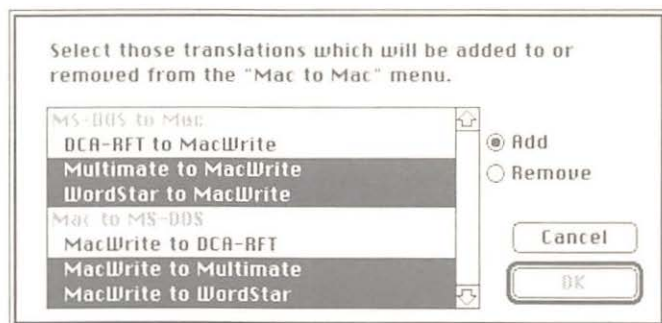 Select those translations which will be added to or
removed from the "Mac to Mac" menu.
MS-DOS to Mac
DCA-RFT to MacWrite
Multimate to MacWrite
WordStar to MacWrite
Mac to MS-DOS
MacWrite to DCA-RFT
MacWrite to Multimate
MacWrite to WordStar
Add
Remove
Cancel
OK